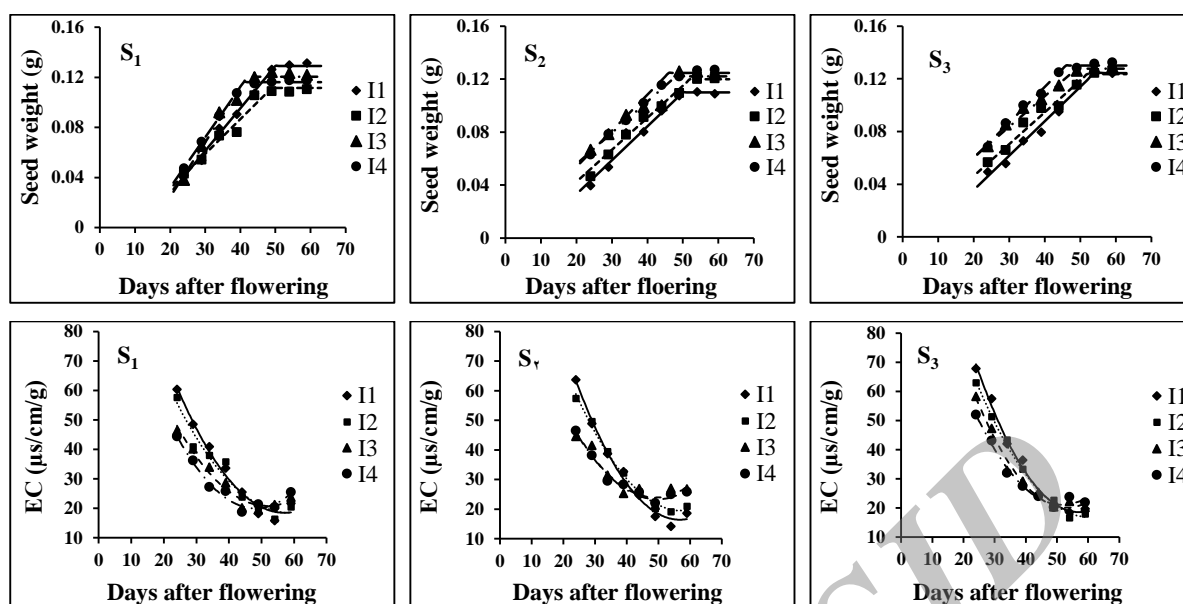 S1
Seed weight (g)
0.16
0.12
0.08
0.04
0
0 10 20 30 40 50 60 70
Days after flowering
I1
I2
I3
I4
S2
Seed weight (g)
0.16
0.12
0.08
0.04
0
0 10 20 30 40 50 60 70
Days after floering
I1
I2
I3
I4
S3
Seed weight (g)
0.16
0.12
0.08
0.04
0
0 10 20 30 40 50 60 70
Days after flowering
I1
I2
I3
I4
S1
EC (µs/cm/g)
80
70
60
50
40
30
20
10
0 10 20 30 40 50 60 70
Days after flowering
I1
I2
I3
I4
S۲
EC (µs/cm/g)
80
70
60
50
40
30
20
10
0 10 20 30 40 50 60 70
Days after flowering
I1
I2
I3
I4
S3
EC (µs/cm/g)
80
70
60
50
40
30
20
10
0 10 20 30 40 50 60 70
Days after flowering
I1
I2
I3
I4